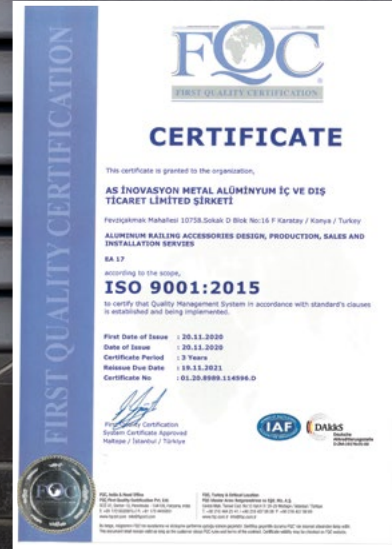 FIRST QUALITY CERTIFICATION
FQC
FIRST QUALITY CERTIFICATION
CERTIFICATE
This certificate is granted to the organization,
AS İNOVASYON METAL ALÜMİNYUM İÇ VE DIŞ
TİCARET LİMİTED ŞİRKETİ
Fevziçakmak Mahallesi 10758.Sokak D Blok No:16 F Karatay / Konya / Turkey
ALUMINUM RAILING ACCESSORIES DESIGN, PRODUCTION, SALES AND
INSTALLATION SERVIES
EA 17
according to the scope,
ISO 9001:2015
to certify that Quality Management System in accordance with standard's clauses
is established and being implemented.
First Date of Issue : 20.11.2020
Date of Issue : 20.11.2020
Certificate Period : 3 Years
Reissue Due Date : 19.11.2021
Certificate No : 01.20.8989.114596.D
First Quality Certification
System Certificate Approved
Maltepe / İstanbul / Türkiye
IAF
DAkkS
Deutsche
Akkreditierungsstelle
FQC